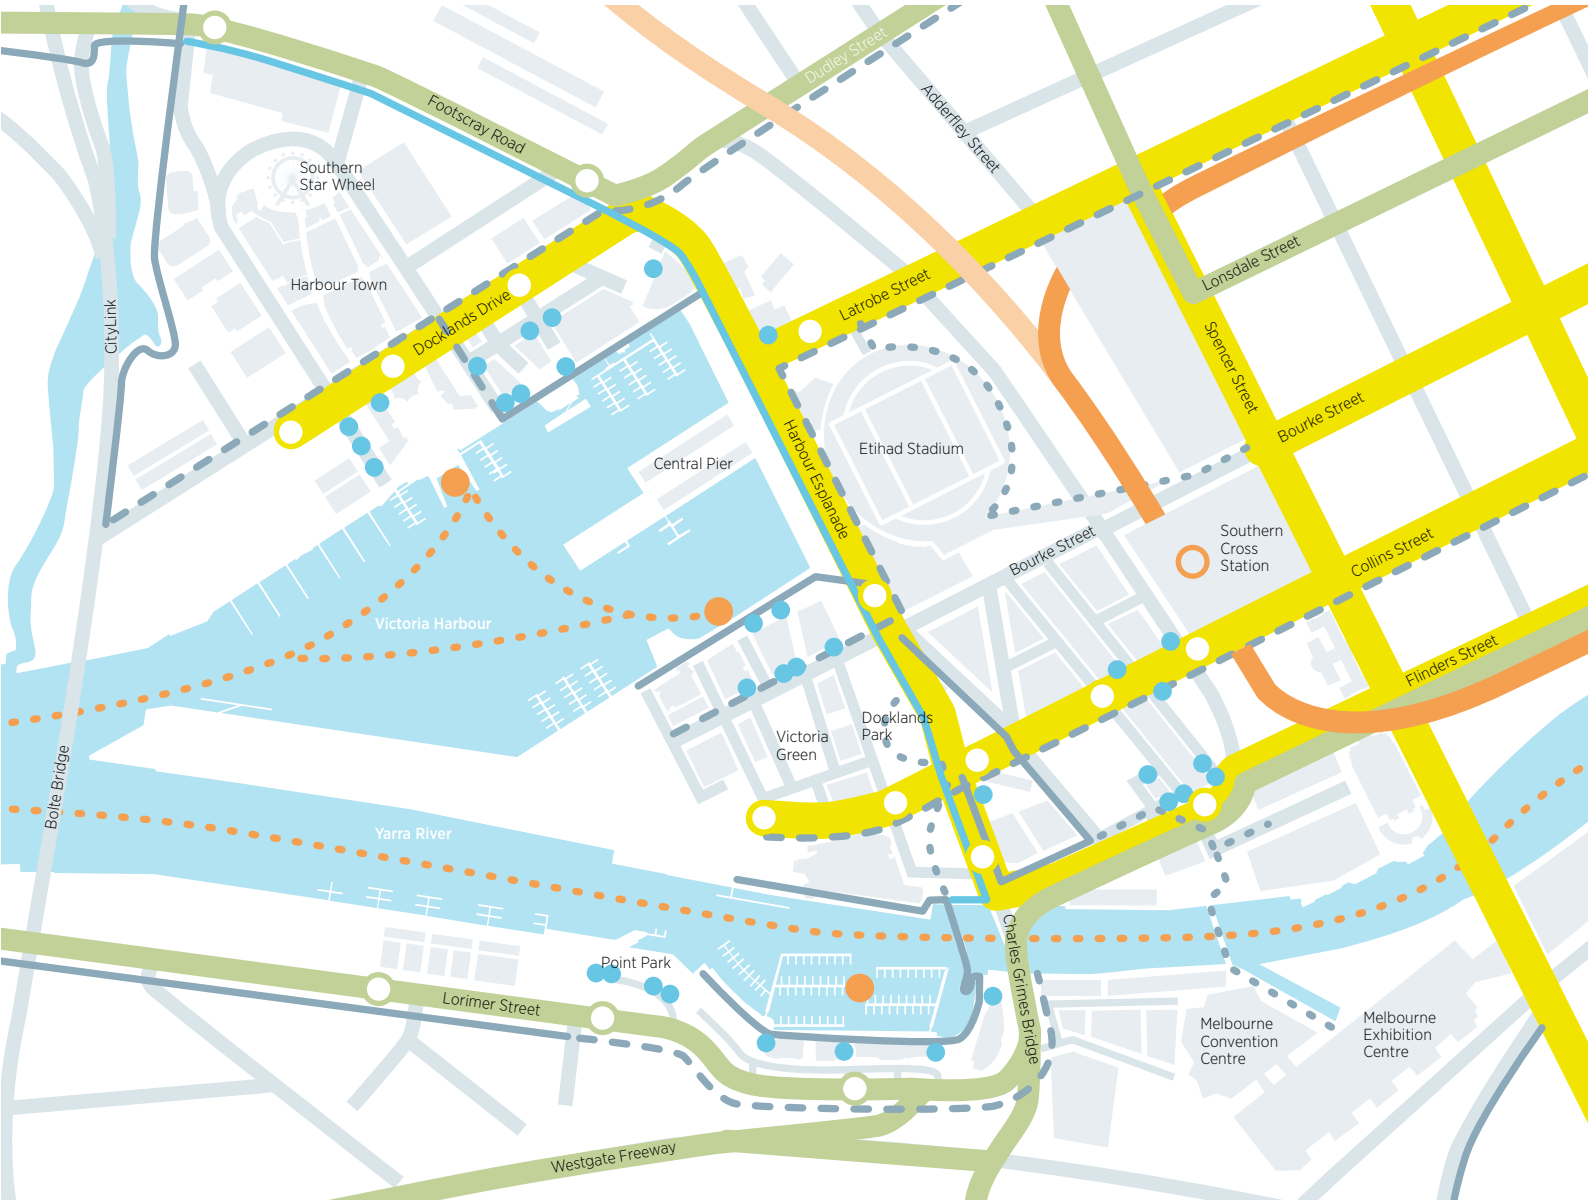 Dudley Street
Footscray Road
Adderfley Street
Southern
Star Wheel
Harbour Town
Lonsdale Street
Latrobe Street
CityLink
Docklands Drive
Spencer Street
Bourke Street
Harbour Esplanade
Etihad Stadium
Central Pier
Southern
Cross
Station
Bourke Street
Collins Street
Victoria Harbour
Flinders Street
Docklands
Park
Victoria
Green
Bolte Bridge
Yarra River
Charles Grimes Bridge
Point Park
Lorimer Street
Melbourne
Convention
Centre
Melbourne
Exhibition
Centre
Westgate Freeway